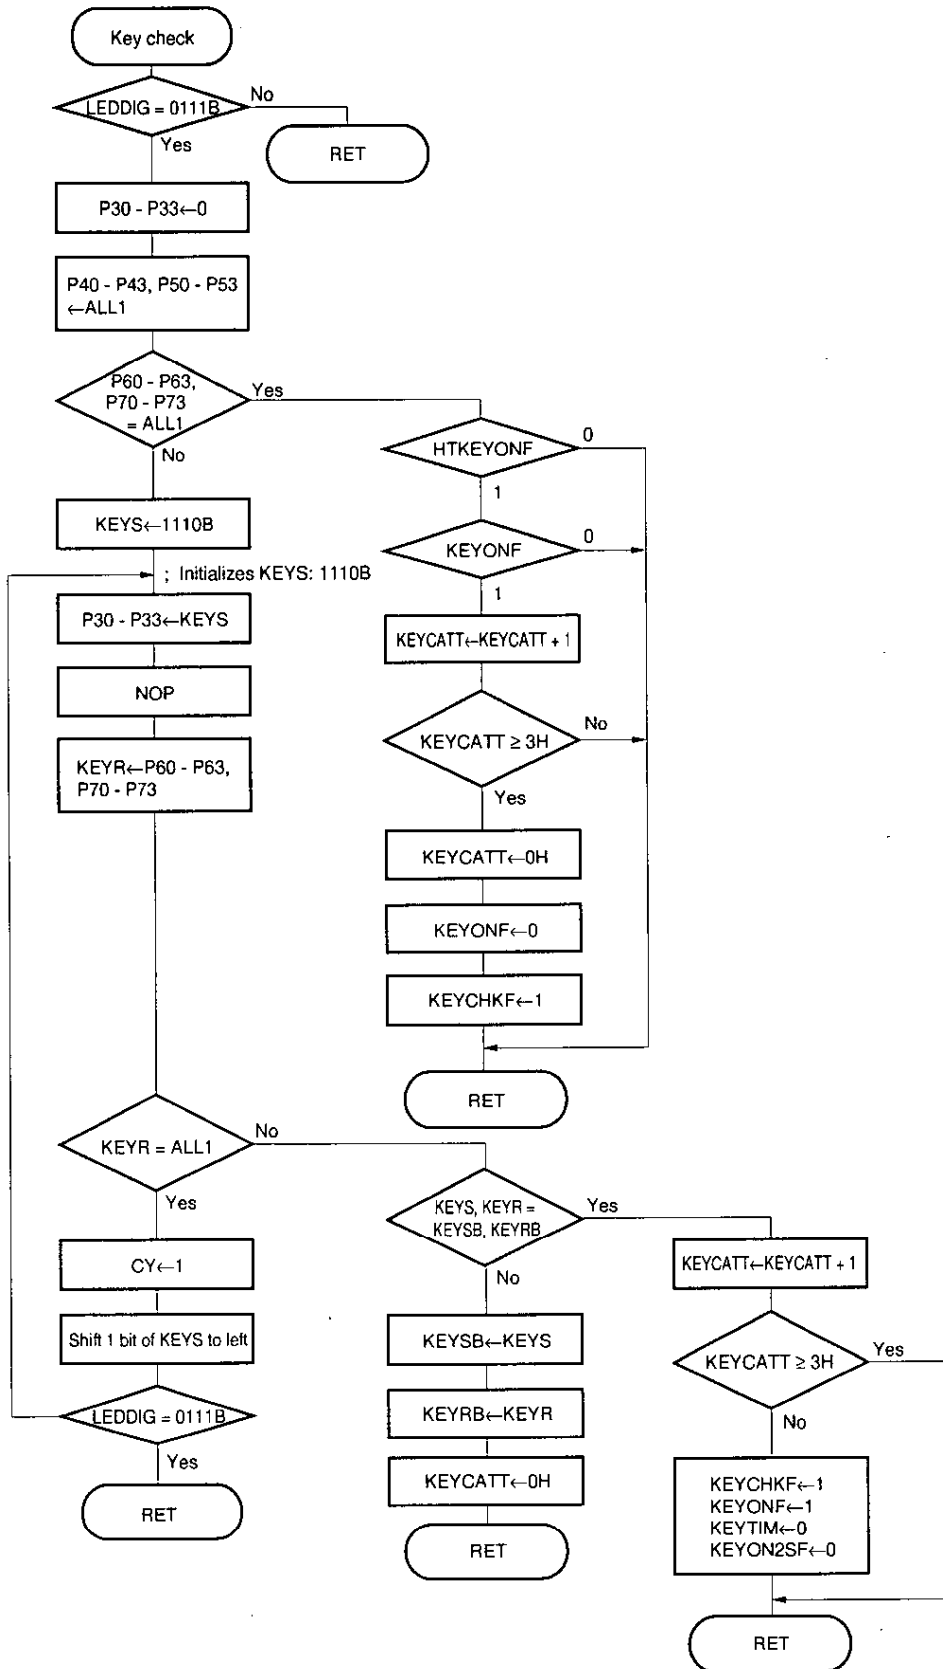 Key check
LEDDIG = 0111B
No
RET
Yes
P30 - P33←0
P40 - P43, P50 - P53
←ALL1
P60 - P63,
P70 - P73
= ALL1
Yes
No
HTKEYONF
0
1
KEYS←1110B
KEYONF
0
1
; Initializes KEYS: 1110B
P30 - P33←KEYS
KEYCATT←KEYCATT + 1
NOP
KEYCATT ≥ 3H
No
Yes
KEYR←P60 - P63,
P70 - P73
KEYCATT←0H
KEYONF←0
KEYCHKF←1
RET
KEYR = ALL1
No
Yes
KEYS, KEYR =
KEYSB, KEYRB
Yes
No
CY←1
KEYCATT←KEYCATT + 1
Shift 1 bit of KEYS to left
KEYSB←KEYS
KEYCATT ≥ 3H
Yes
No
LEDDIG = 0111B
Yes
KEYRB←KEYR
KEYCATT←0H
KEYCHKF←1
KEYONF←1
KEYTIM←0
KEYON2SF←0
RET
RET
RET